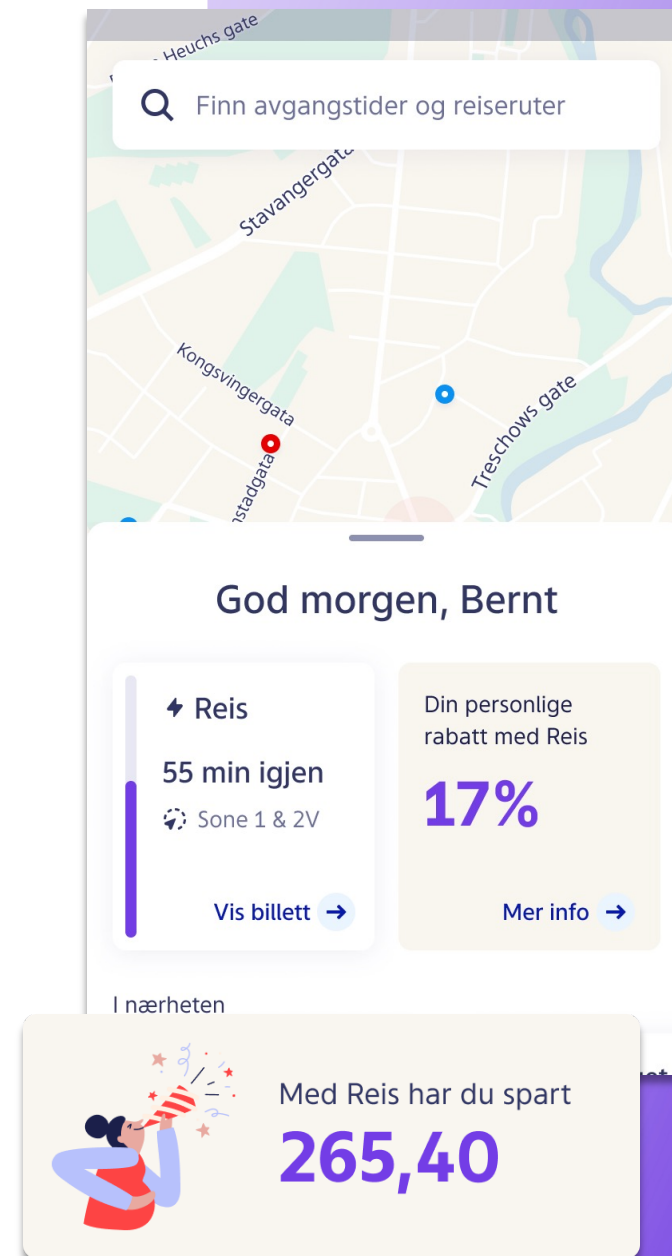 Heuchs gate
Finn avgangstider og reiseruter
Stavangergata
Kongsvingergata
Treschows gate
God morgen, Bernt
Reis
55 min igjen
Sone 1 & 2V
Vis billett
Din personlige
rabatt med Reis
17%
Mer info
I nærheten
Med Reis har du spart
265,40